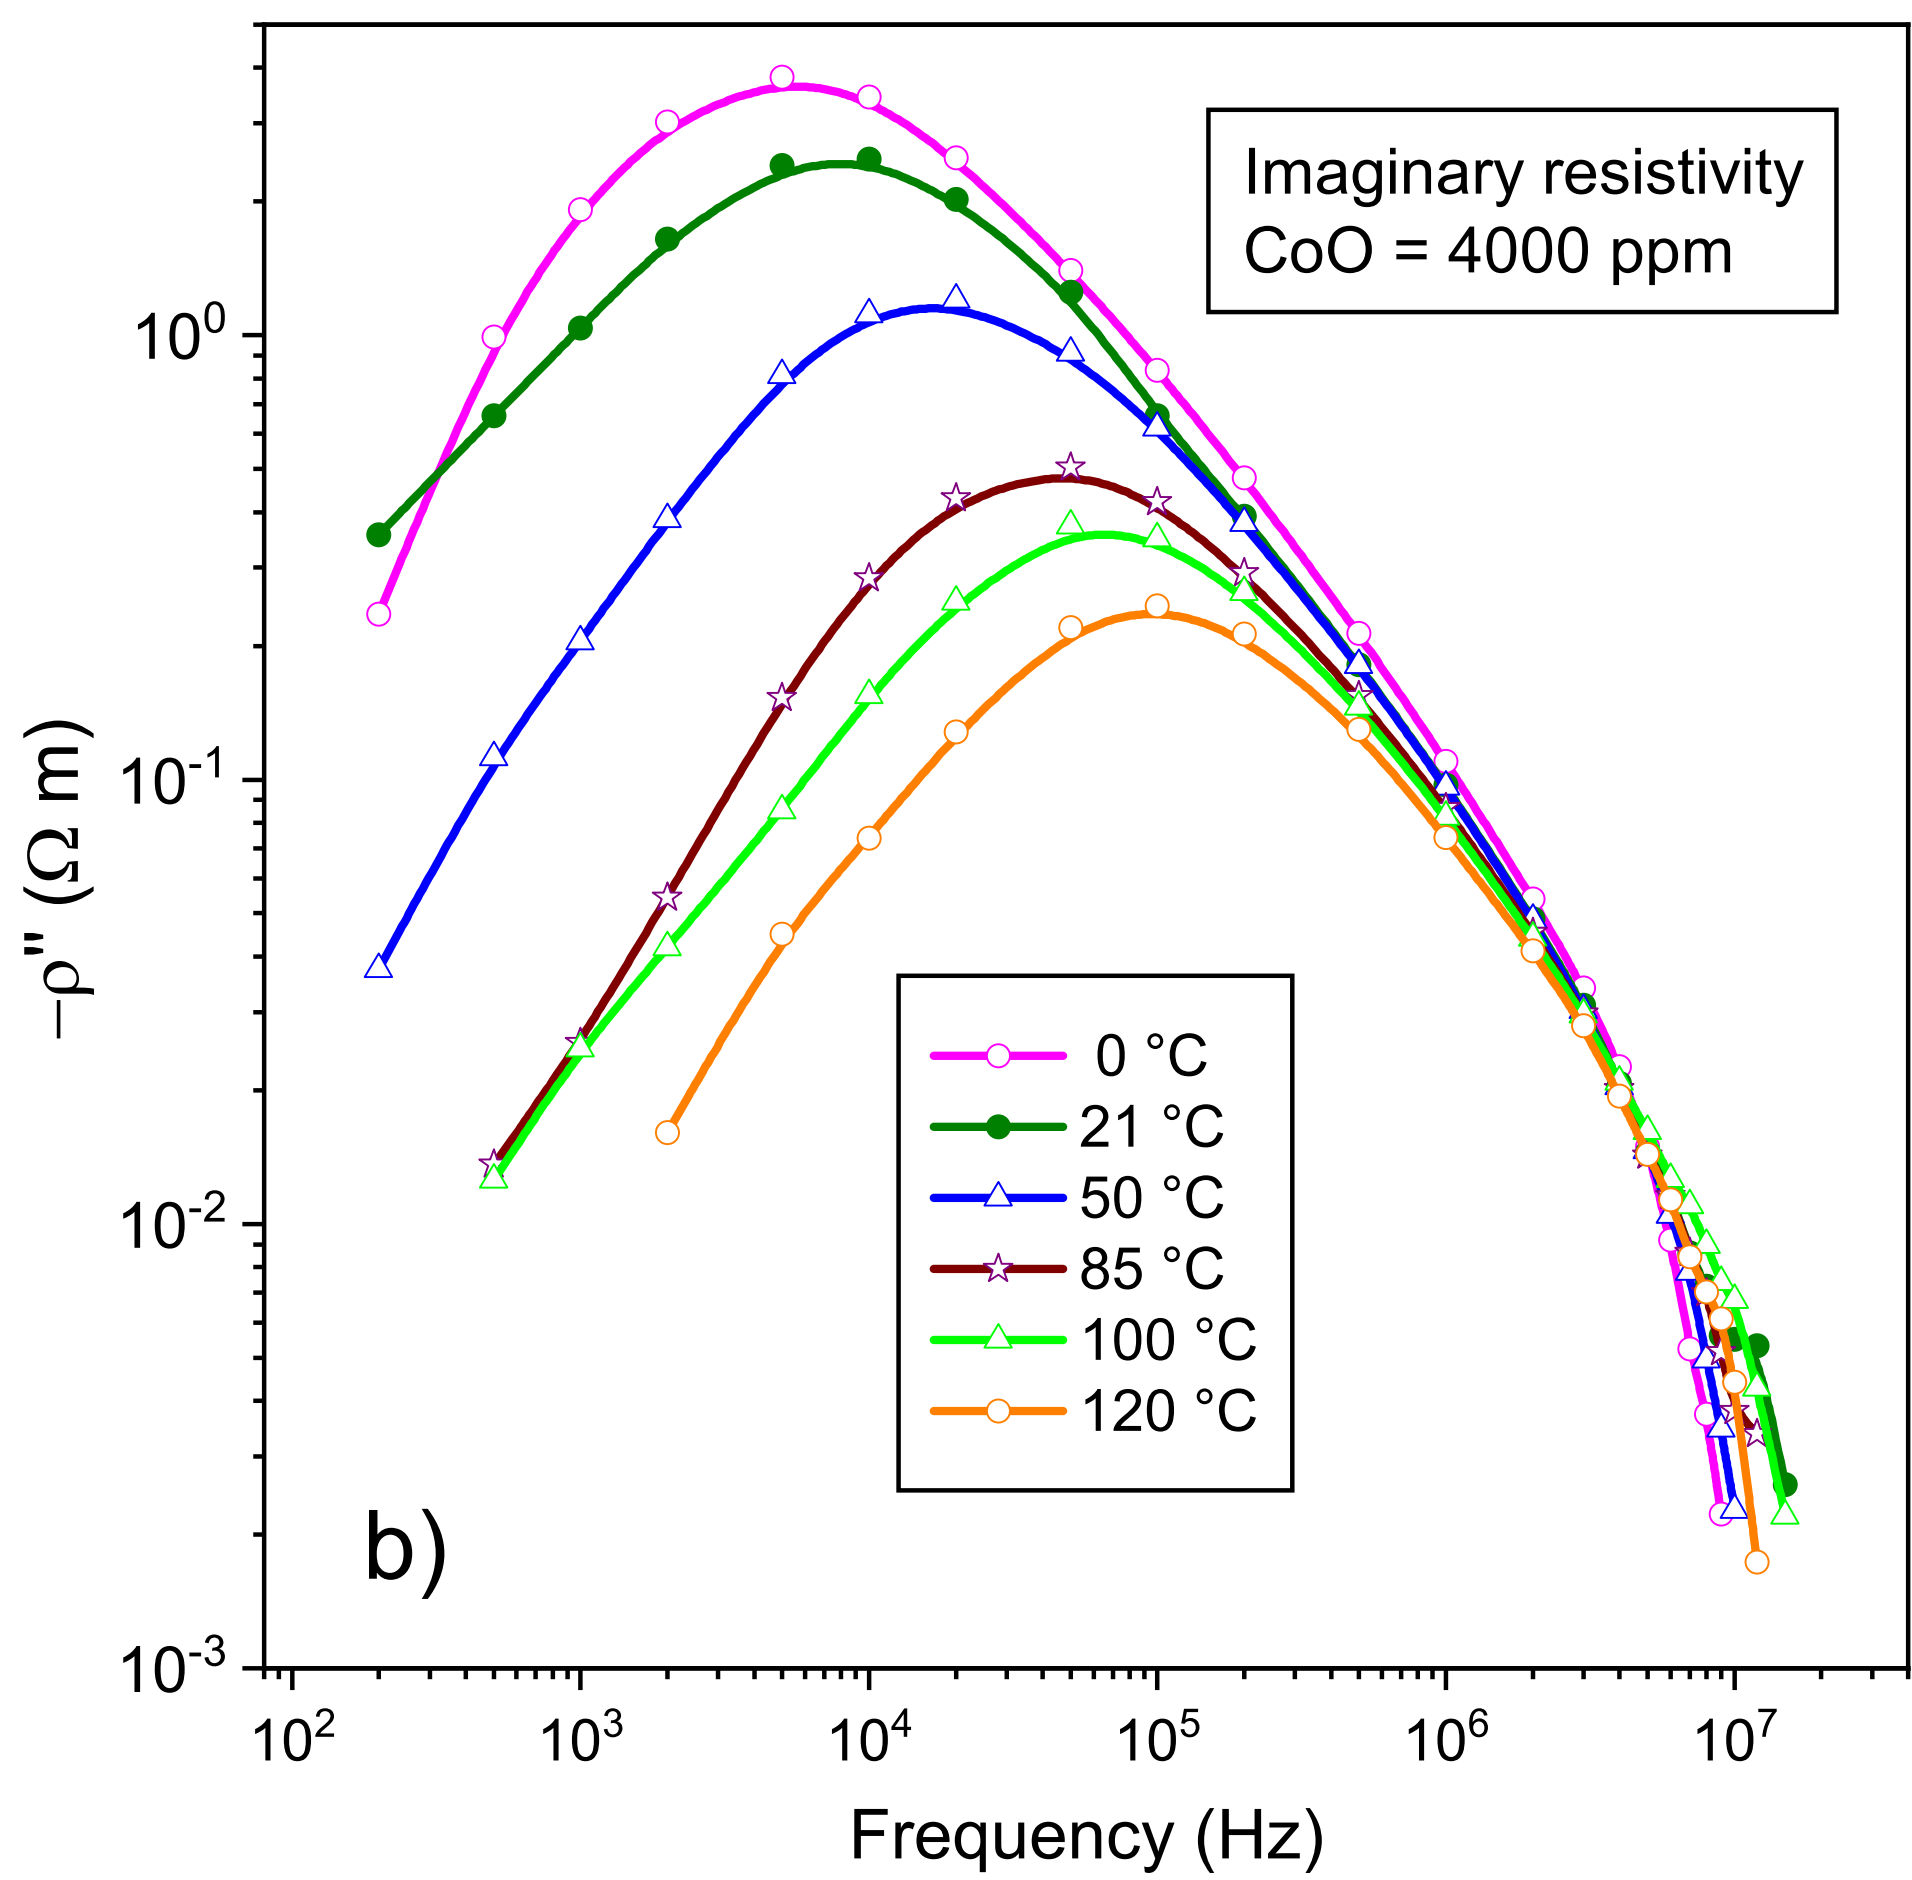 Imaginary resistivity
CoO = 4000 ppm
10⁰
10⁻¹
10⁻²
10⁻³
−ρ" (Ω m)
0 °C
21 °C
50 °C
85 °C
100 °C
120 °C
b)
10² 10³ 10⁴ 10⁵ 10⁶ 10⁷
Frequency (Hz)